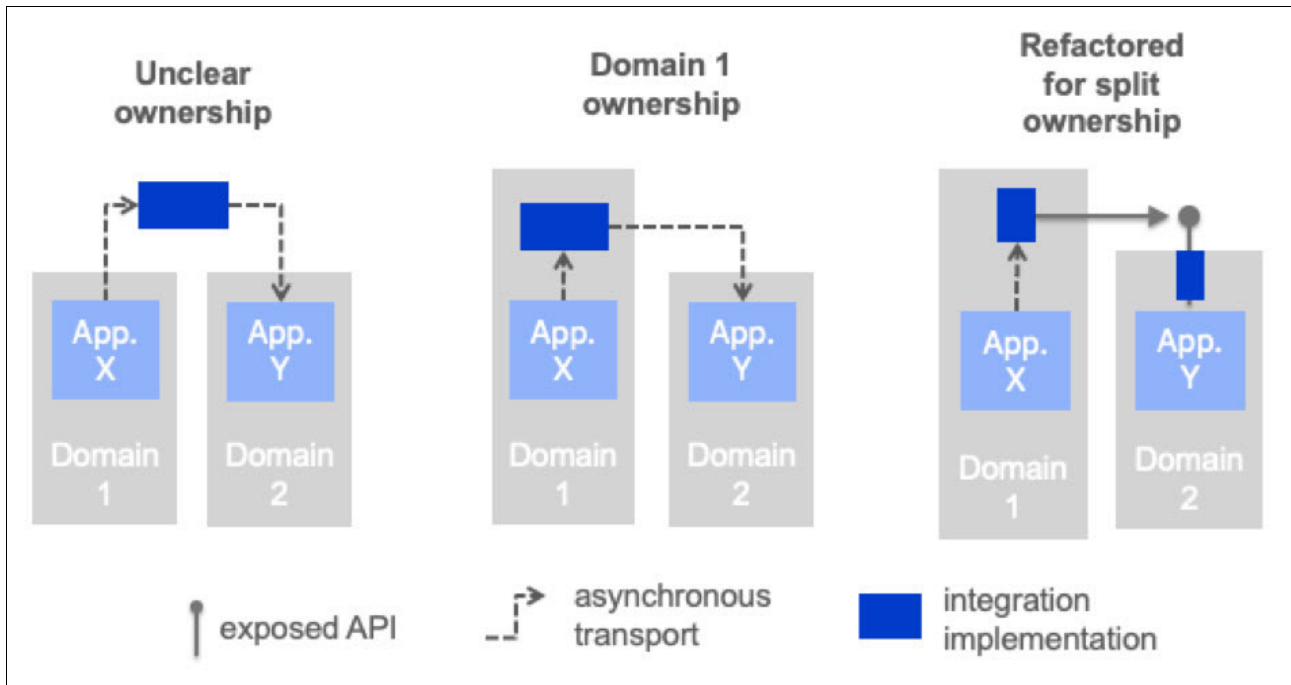 Unclear
ownership
App.
X
App.
Y
Domain
1
Domain
2
Domain 1
ownership
App.
X
App.
Y
Domain
1
Domain
2
Refactored
for split
ownership
App.
X
App.
Y
Domain
1
Domain
2
exposed API
asynchronous
transport
integration
implementation